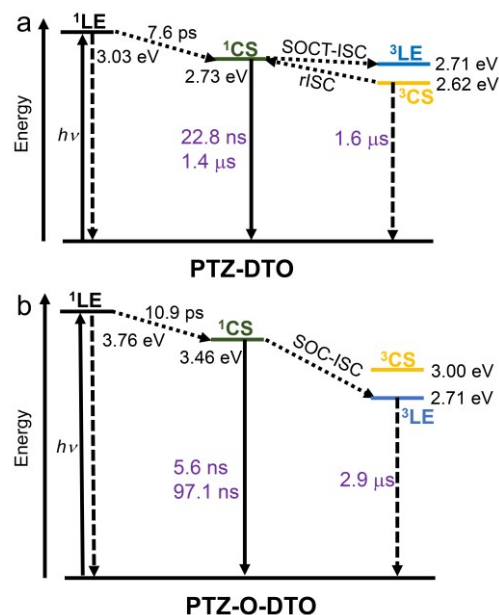 a
¹LE
7.6 ps
¹CS
SOCT-ISC
³LE
2.71 eV
3.03 eV
2.73 eV
rISC
³CS
2.62 eV
Energy
hν
22.8 ns
1.4 μs
1.6 μs
PTZ-DTO
b
¹LE
10.9 ps
¹CS
3.76 eV
3.46 eV
SOC-ISC
³CS
3.00 eV
2.71 eV
³LE
Energy
hν
5.6 ns
97.1 ns
2.9 μs
PTZ-O-DTO